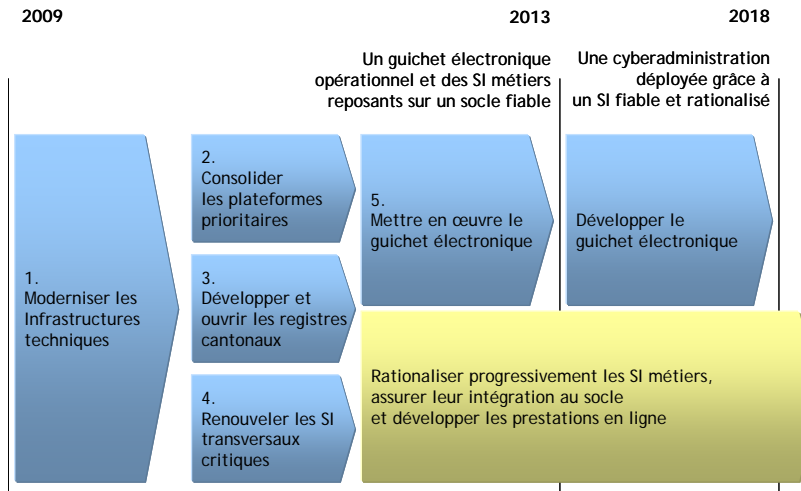 2009
2013
2018
Un guichet électronique
opérationnel et des SI métiers
reposants sur un socle fiable
Une cyberadministration
déployée grâce à
un SI fiable et rationalisé
1.
Moderniser les
Infrastructures
techniques
2.
Consolider
les plateformes
prioritaires
3.
Développer et
ouvrir les registres
cantonaux
4.
Renouveler les SI
transversaux
critiques
5.
Mettre en œuvre le
guichet électronique
Développer le
guichet électronique
Rationaliser progressivement les SI métiers,
assurer leur intégration au socle
et développer les prestations en ligne